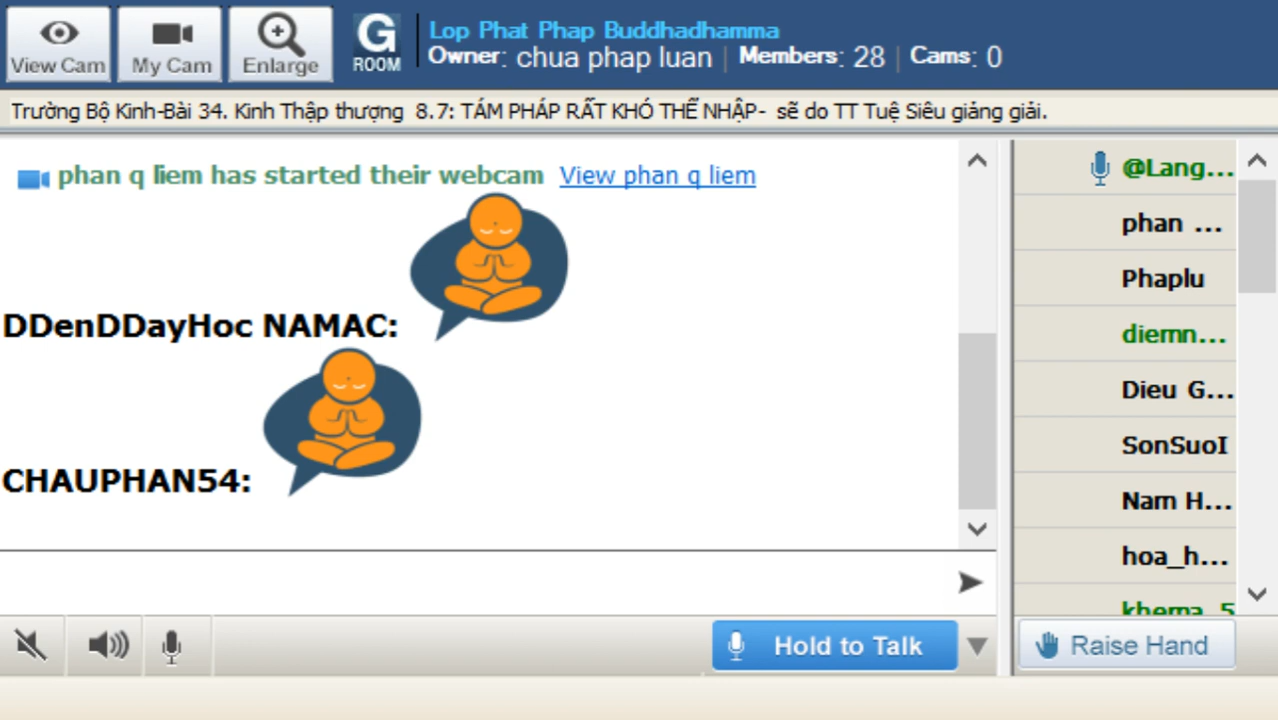 View Cam
My Cam
Enlarge
G
ROOM
Lop Phat Phap Buddhadhamma
Owner: chua phap luan | Members: 28 | Cams: 0
Trường Bộ Kinh-Bài 34. Kinh Thập thượng 8.7: TÁM PHÁP RẤT KHÓ THỂ NHẬP- sẽ do TT Tuệ Siêu giảng giải.
phan q liem has started their webcam View phan q liem
DDenDDayHoc NAMAC:
CHAUPHAN54:
@Lang...
phan ...
Phaplu
diemn...
Dieu G...
SonSuoI
Nam H...
hoa_h...
khema_5
Hold to Talk
Raise Hand